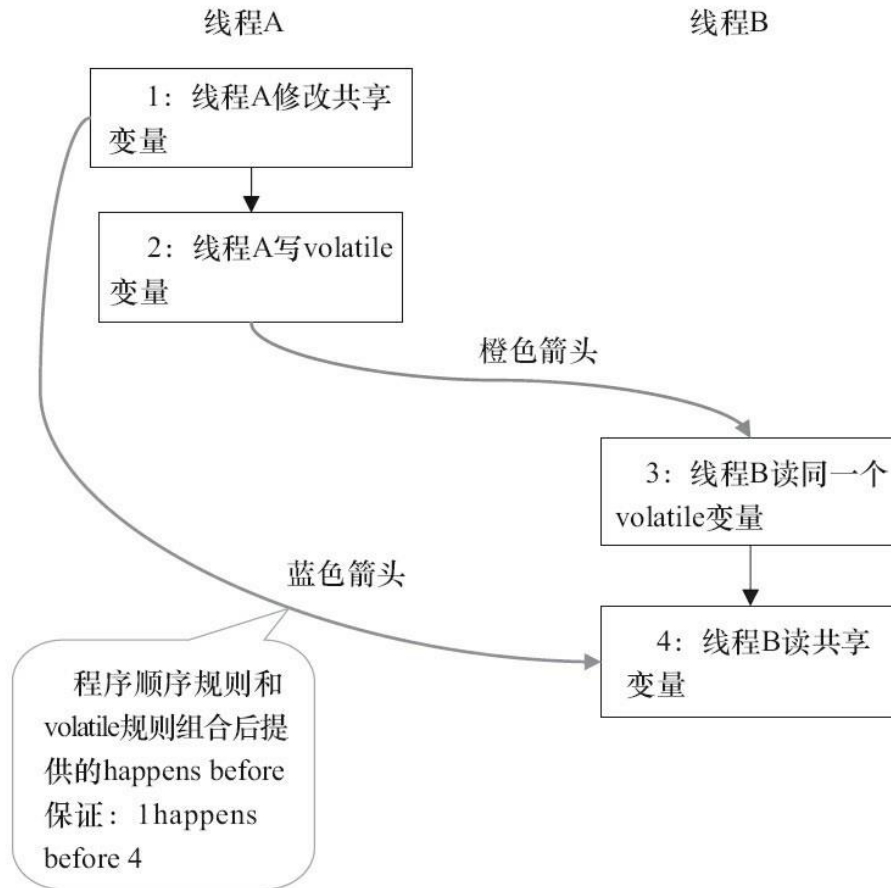 线程A
线程B
1：线程A修改共享
变量
2：线程A写volatile
变量
橙色箭头
3：线程B读同一个
volatile变量
蓝色箭头
4：线程B读共享
变量
程序顺序规则和
volatile规则组合后提
供的happens before
保证：1happens
before 4